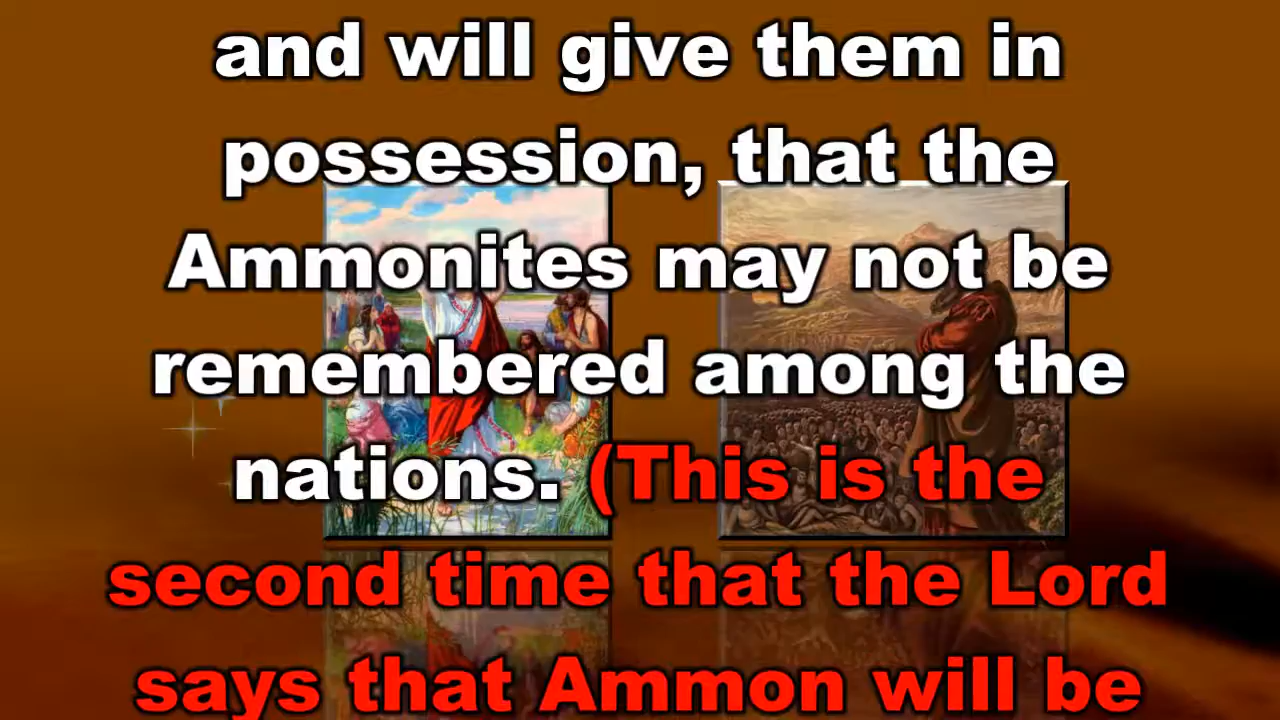 and will give them in
possession, that the
Ammonites may not be
remembered among the
nations. (This is the
second time that the Lord
says that Ammon will be